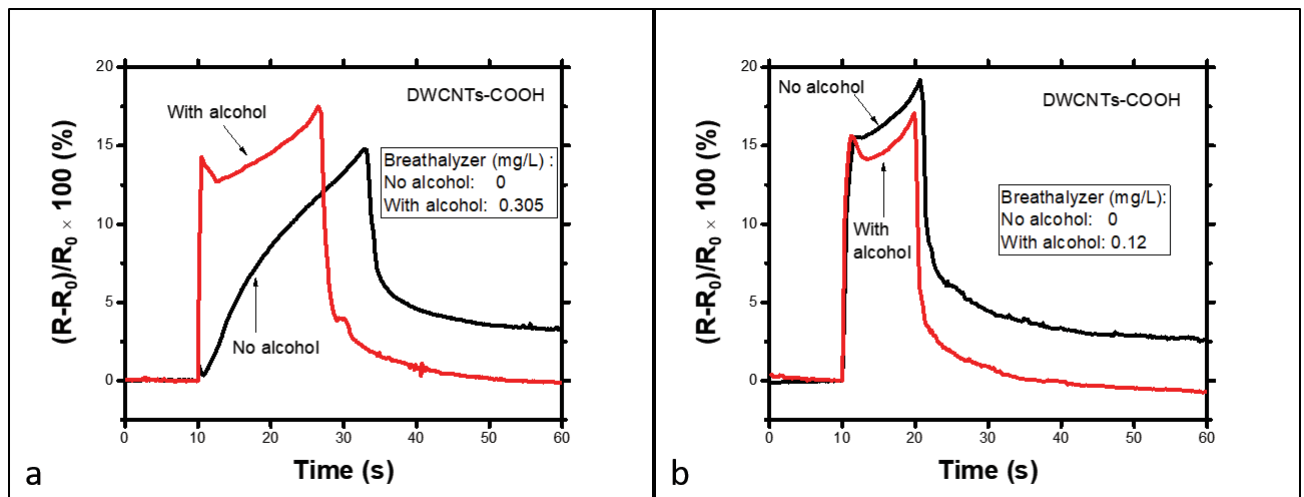 20
15
10
5
0
(R-R0)/R0 × 100 (%)
With alcohol
DWCNTs-COOH
Breathalyzer (mg/L) :
No alcohol: 0
With alcohol: 0.305
No alcohol
0 10 20 30 40 50 60
Time (s)
a
20
15
10
5
0
(R-R0)/R0 × 100 (%)
No alcohol
DWCNTs-COOH
Breathalyzer (mg/L):
No alcohol: 0
With alcohol: 0.12
With
alcohol
0 10 20 30 40 50 60
Time (s)
b